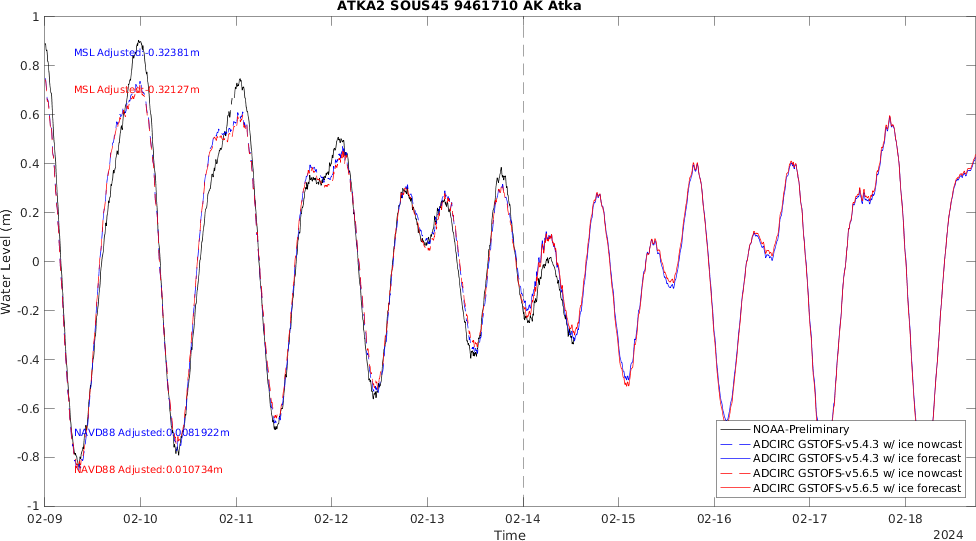 ATKA2 SOUS45 9461710 AK Atka
1
0.8
0.6
0.4
0.2
0
-0.2
-0.4
-0.6
-0.8
-1
Water Level (m)
MSL Adjusted:-0.32381m
MSL Adjusted:-0.32127m
NAVD88 Adjusted:0.0081922m
NAVD88 Adjusted:0.010734m
NOAA-Preliminary
ADCIRC GSTOFS-v5.4.3 w/ ice nowcast
ADCIRC GSTOFS-v5.4.3 w/ ice forecast
ADCIRC GSTOFS-v5.6.5 w/ ice nowcast
ADCIRC GSTOFS-v5.6.5 w/ ice forecast
02-09 02-10 02-11 02-12 02-13 02-14 02-15 02-16 02-17 02-18
Time
2024